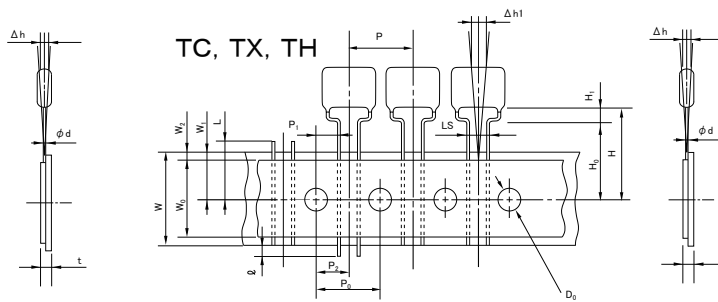 Δh
TC, TX, TH
P
Δh1
Δh
φd
W₂
W₁
L
P₁
LS
H₁
H₀
H
φd
W
W₀
t
ℓ
P₂
P₀
D₀